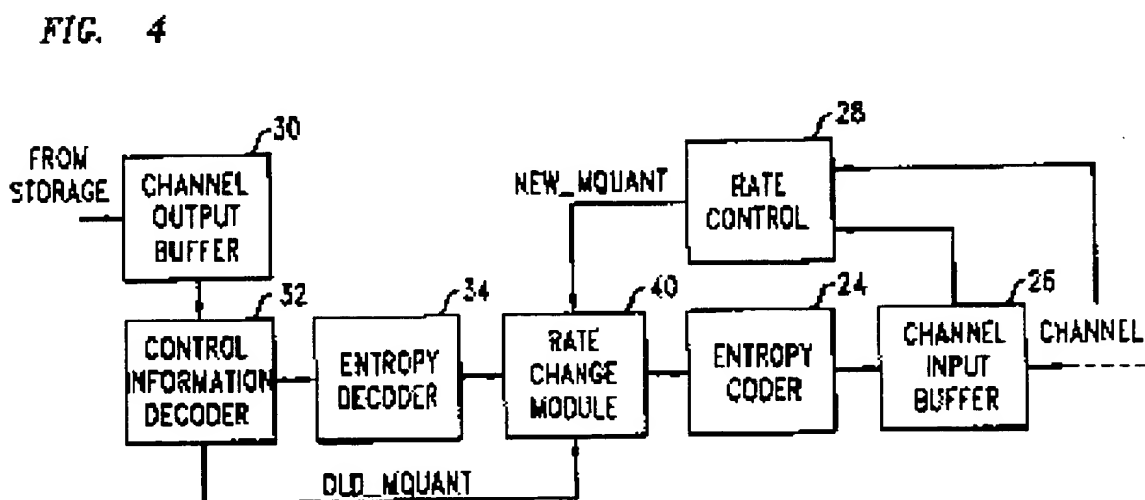 FIG. 4
30
28
FROM
STORAGE
CHANNEL
OUTPUT
BUFFER
NEW_MQUANT
RATE
CONTROL
32
34
40
24
26
CONTROL
INFORMATION
DECODER
ENTROPY
DECODER
RATE
CHANGE
MODULE
ENTROPY
CODER
CHANNEL
INPUT
BUFFER
CHANNEL
OLD_MQUANT